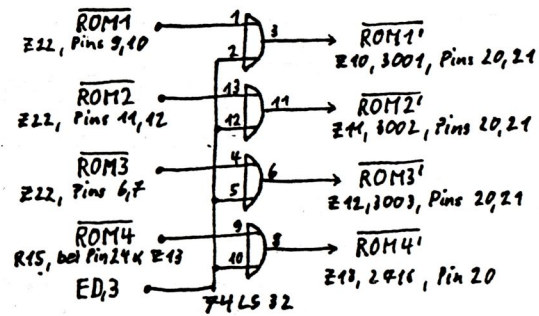 ROM1 1 3 ROM1'
Z22, Pins 9,10 2 Z10, 3001, Pins 20,21
ROM2 13 11 ROM2'
Z22, Pins 11,12 12 Z11, 3002, Pins 20,21
ROM3 4 6 ROM3'
Z22, Pins 6,7 5 Z12, 3003, Pins 20,21
ROM4 9 8 ROM4'
R15, bei Pin 24 v Z13 10 Z13, 2716, Pin 20
ED,3
74LS32